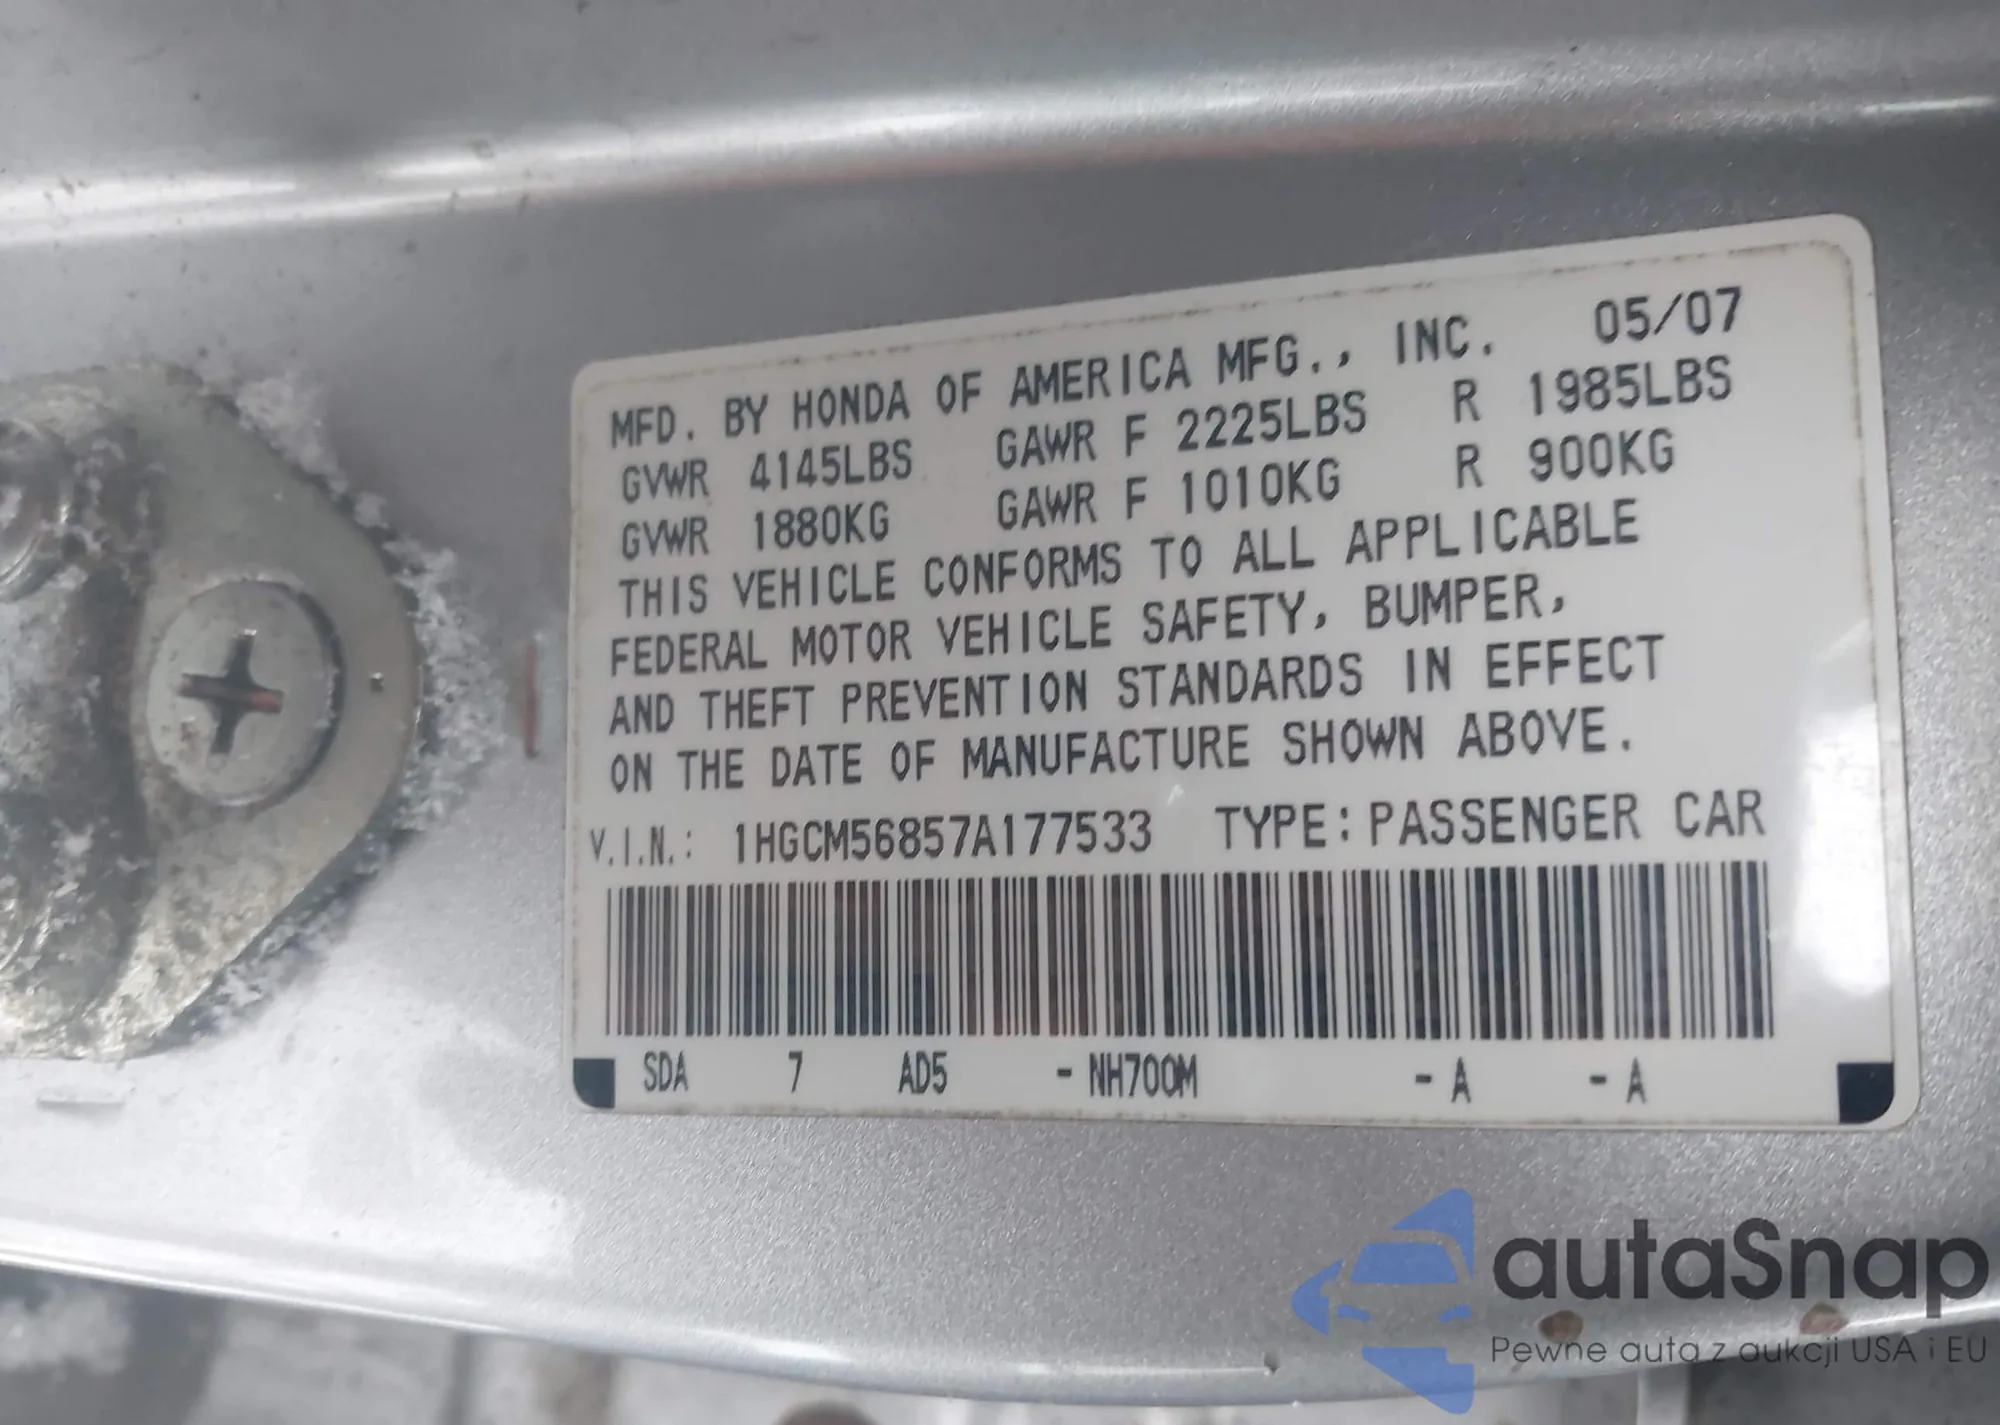 MFD. BY HONDA OF AMERICA MFG., INC. 05/07
GVWR 4145LBS GAWR F 2225LBS R 1985LBS
GVWR 1880KG GAWR F 1010KG R 900KG
THIS VEHICLE CONFORMS TO ALL APPLICABLE
FEDERAL MOTOR VEHICLE SAFETY, BUMPER,
AND THEFT PREVENTION STANDARDS IN EFFECT
ON THE DATE OF MANUFACTURE SHOWN ABOVE.
V.I.N.: 1HGCM56857A177533 TYPE: PASSENGER CAR
SDA 7 AD5 - NH700M - A - A
autaSnap
Pewne auta z aukcji USA i EU